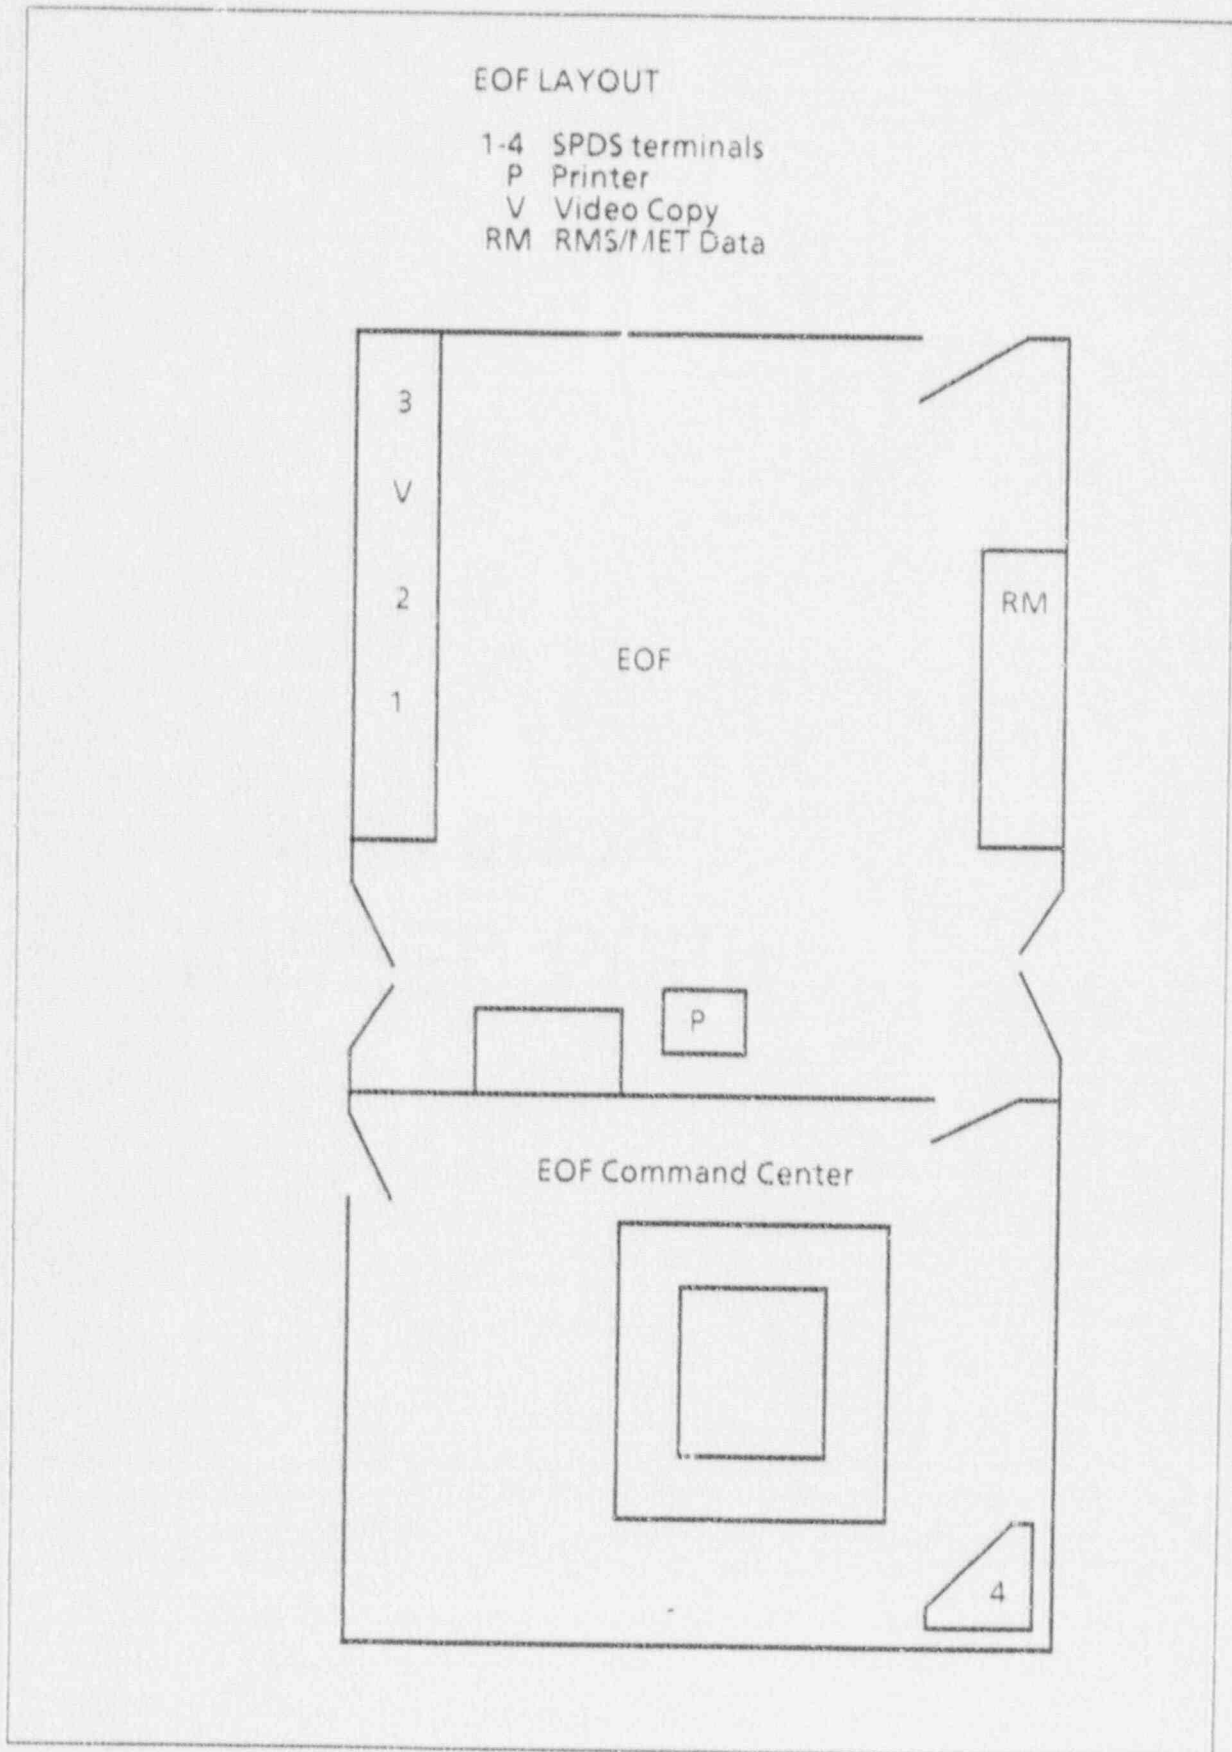 EOF LAYOUT
1-4 SPDS terminals
P Printer
V Video Copy
RM RMS/MET Data
3
V
2
RM
EOF
1
P
EOF Command Center
4